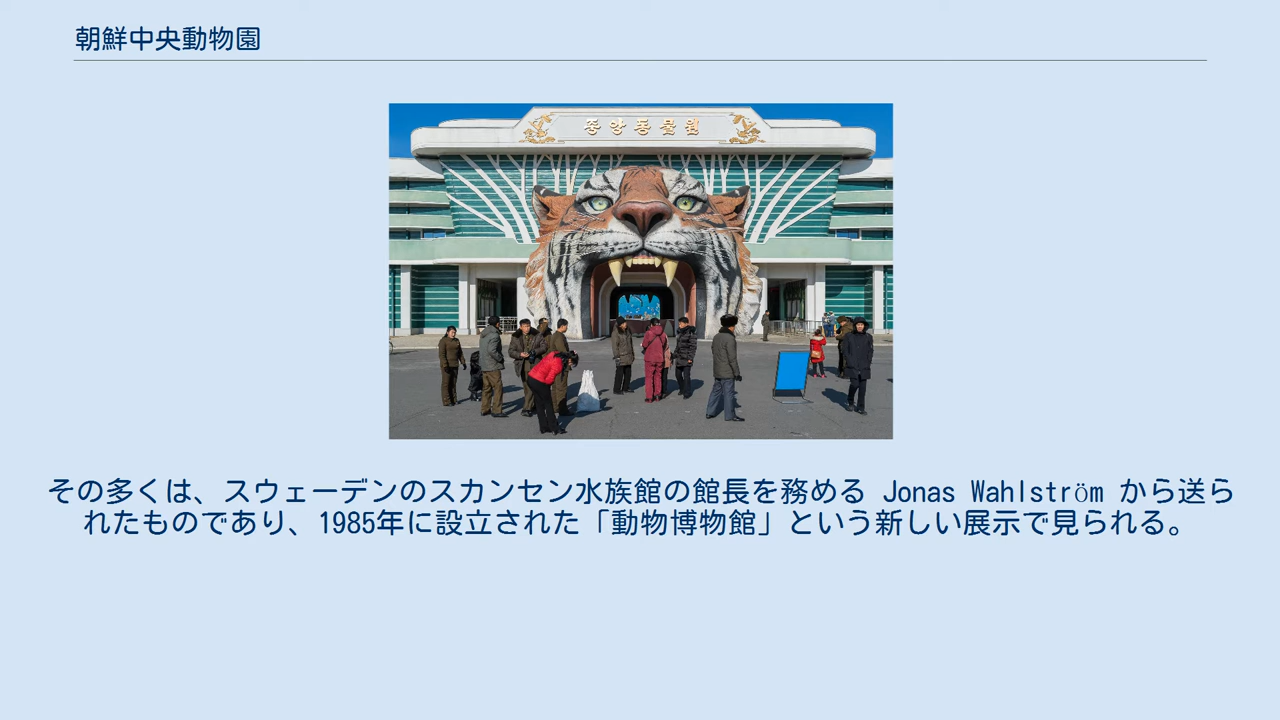 朝鮮中央動物園
중앙동물원
その多くは、スウェーデンのスカンセン水族館の館長を務める Jonas Wahlström から送ら
れたものであり、1985年に設立された「動物博物館」という新しい展示で見られる。